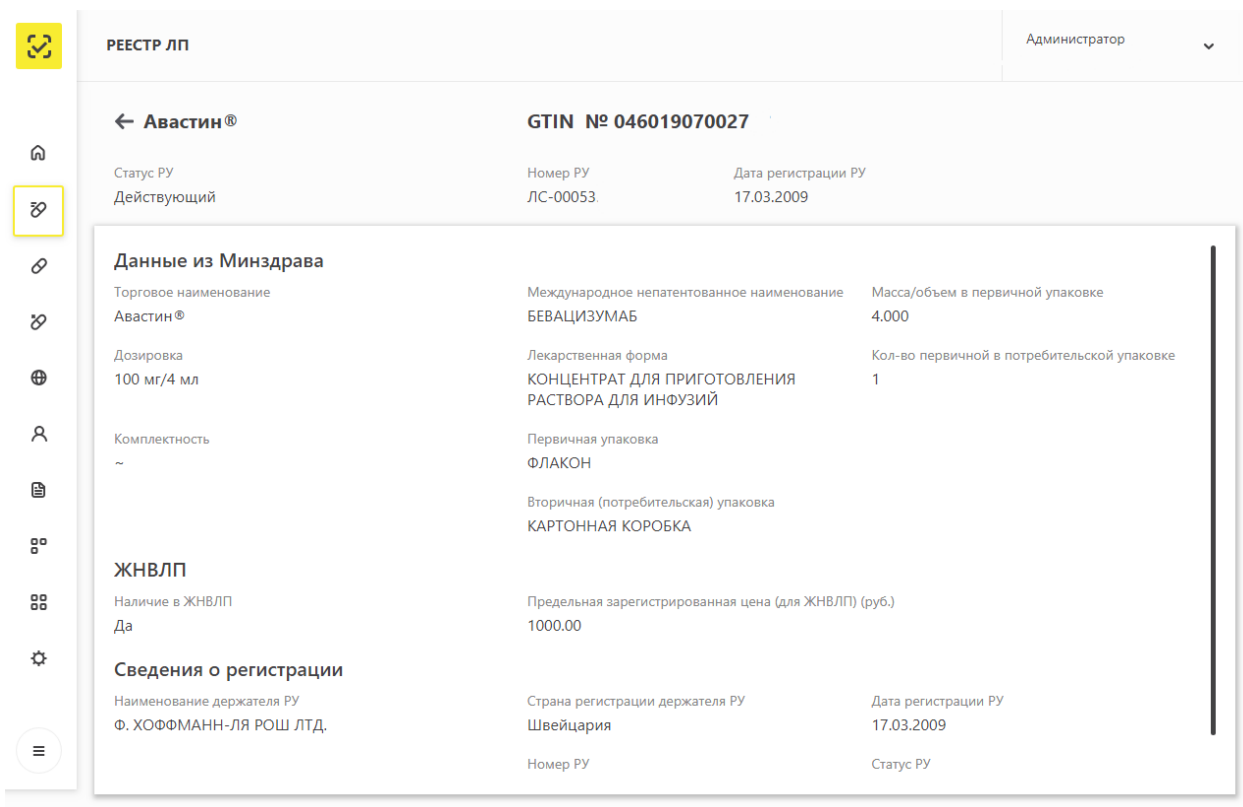 РЕЕСТР ЛП
Администратор
← Авастин®
GTIN № 046019070027
Статус РУ
Номер РУ
Дата регистрации РУ
Действующий
ЛС-00053
17.03.2009
Данные из Минздрава
Торговое наименование
Международное непатентованное наименование
Масса/объем в первичной упаковке
Авастин®
БЕВАЦИЗУМАБ
4.000
Дозировка
Лекарственная форма
Кол-во первичной в потребительской упаковке
100 мг/4 мл
КОНЦЕНТРАТ ДЛЯ ПРИГОТОВЛЕНИЯ
РАСТВОРА ДЛЯ ИНФУЗИЙ
1
Комплектность
Первичная упаковка
~
ФЛАКОН
Вторичная (потребительская) упаковка
КАРТОННАЯ КОРОБКА
ЖНВЛП
Наличие в ЖНВЛП
Предельная зарегистрированная цена (для ЖНВЛП) (руб.)
Да
1000.00
Сведения о регистрации
Наименование держателя РУ
Страна регистрации держателя РУ
Дата регистрации РУ
Ф. ХОФФМАНН-ЛЯ РОШ ЛТД.
Швейцария
17.03.2009
Номер РУ
Статус РУ